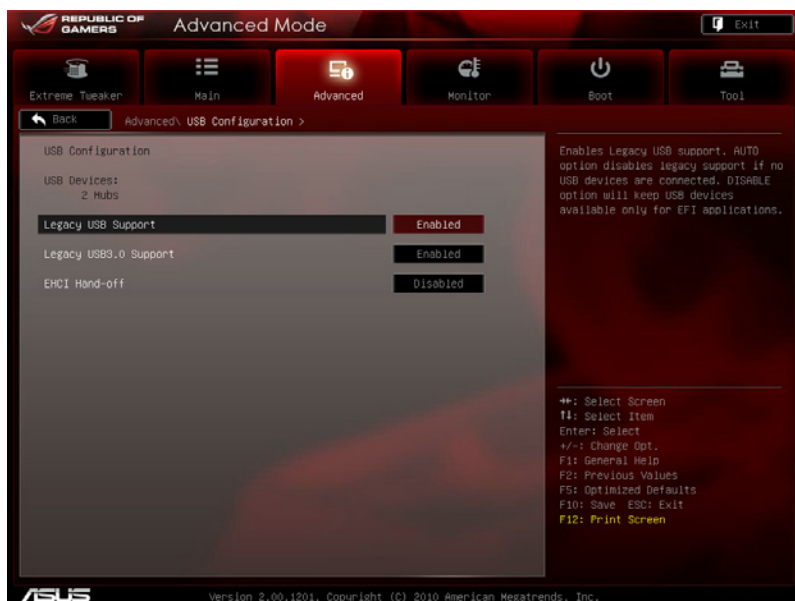 REPUBLIC OF
GAMERS
Advanced Mode
Exit
Extreme Tweaker
Main
Advanced
Monitor
Boot
Tool
Back
Advanced\ USB Configuration >
USB Configuration
USB Devices:
2 Hubs
Legacy USB Support
Enabled
Legacy USB3.0 Support
Enabled
EHCI Hand-off
Disabled
Enables Legacy USB support. AUTO
option disables legacy support if no
USB devices are connected. DISABLE
option will keep USB devices
available only for EFI applications.
→←: Select Screen
↑↓: Select Item
Enter: Select
+/-: Change Opt.
F1: General Help
F2: Previous Values
F5: Optimized Defaults
F10: Save ESC: Exit
F12: Print Screen
ASUS
Version 2.00.1201. Copyright (C) 2010 American Megatrends, Inc.